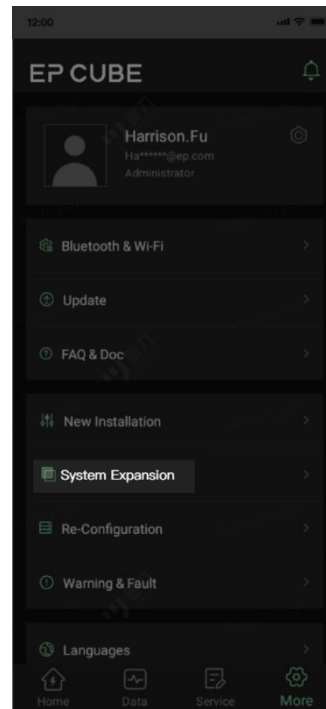 12:00
EP CUBE
Harrison.Fu
Ha******@ep.com
Administrator
Bluetooth & Wi-Fi
Update
FAQ & Doc
New Installation
System Expansion
Re-Configuration
Warning & Fault
Languages
Home
Data
Service
More